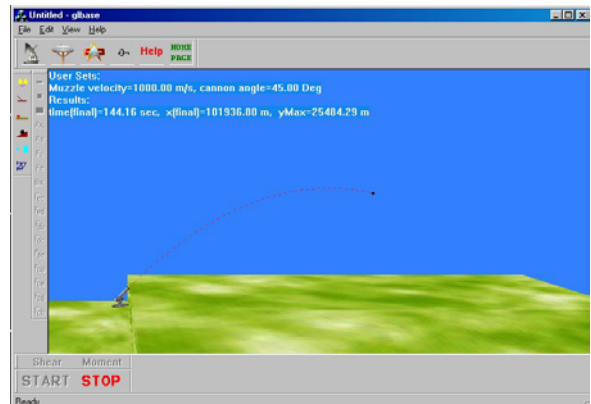 Untitled - glbase
File Edit View Help
Help HOME PAGE
User Sets:
Muzzle velocity=1000.00 m/s, cannon angle=45.00 Deg
Results:
time(final)=144.16 sec, x(final)=101936.80 m, yMax=25484.29 m
Shear Moment
START STOP
Ready